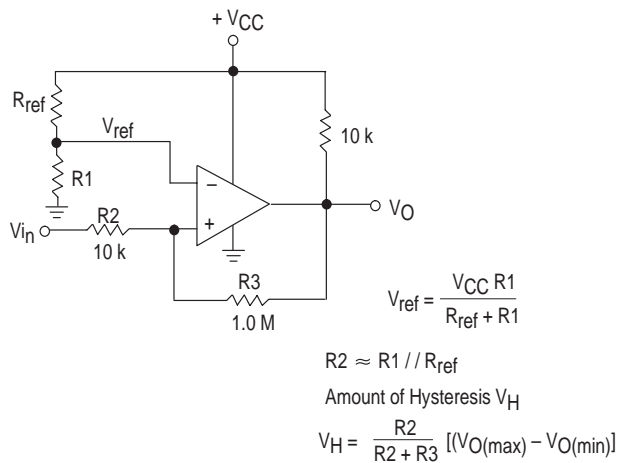 + VCC
Rref
Vref
10 k
R1
−
VO
Vin
R2
+
10 k
R3
1.0 M
Vref = VCC R1 / Rref + R1
R2 ≈ R1 // Rref
Amount of Hysteresis VH
VH = R2 / R2 + R3 [(VO(max) − VO(min)]